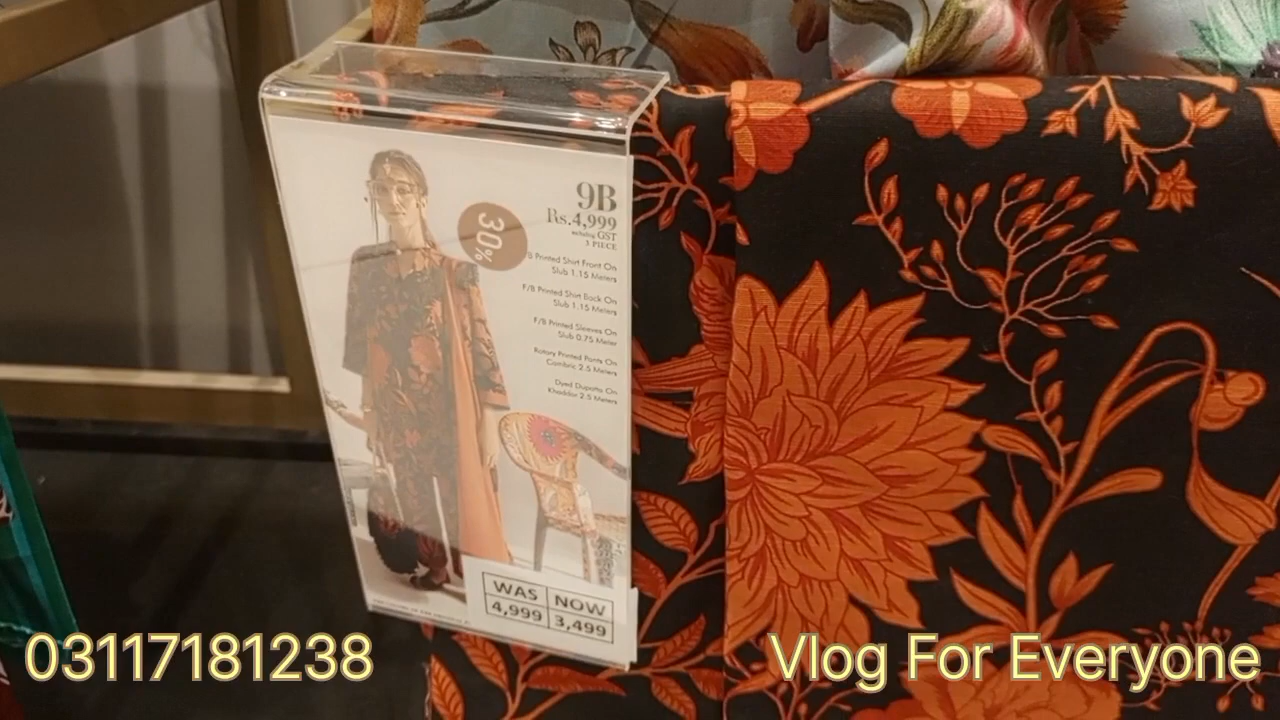 9B
Rs.4,999
including GST
3 PIECE
30%
B Printed Shirt Front On
Slub 1.15 Meters
F/B Printed Shirt Back On
Slub 1.15 Meters
F/B Printed Sleeves On
Slub 0.75 Meter
Rotary Printed Pants On
Cambric 2.5 Meters
Dyed Dupatta On
Khaddar 2.5 Meters
WAS NOW
4,999 3,499
03117181238
Vlog For Everyone